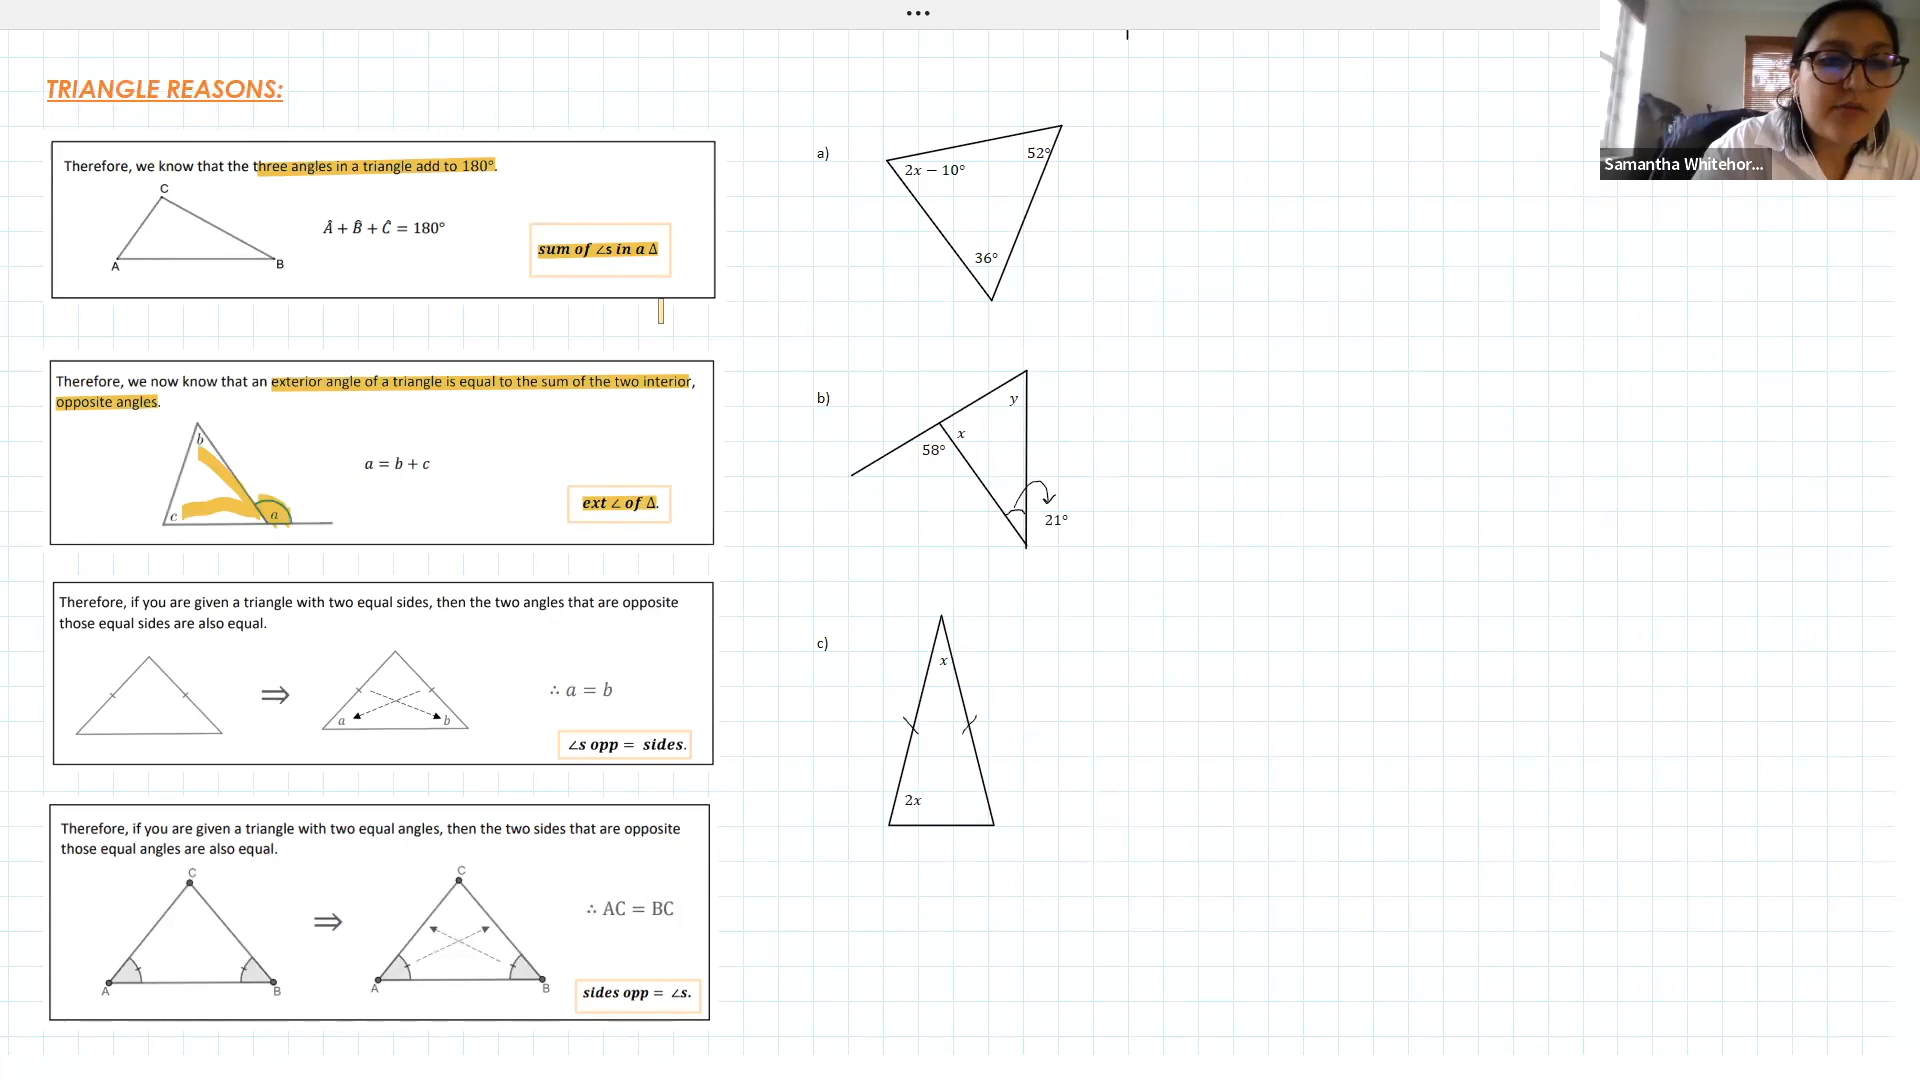 •••
TRIANGLE REASONS:
Therefore, we know that the three angles in a triangle add to 180°.
C
Â + B̂ + Ĉ = 180°
sum of ∠s in a Δ
A
B
Therefore, we now know that an exterior angle of a triangle is equal to the sum of the two interior,
opposite angles.
b
a = b + c
ext ∠ of Δ.
c
a
Therefore, if you are given a triangle with two equal sides, then the two angles that are opposite
those equal sides are also equal.
⇒
∴ a = b
a
b
∠s opp = sides.
Therefore, if you are given a triangle with two equal angles, then the two sides that are opposite
those equal angles are also equal.
C
C
⇒
∴ AC = BC
A
B
A
B
sides opp = ∠s.
a)
52°
2x − 10°
36°
b)
y
x
58°
21°
c)
x
2x
Samantha Whitehor...